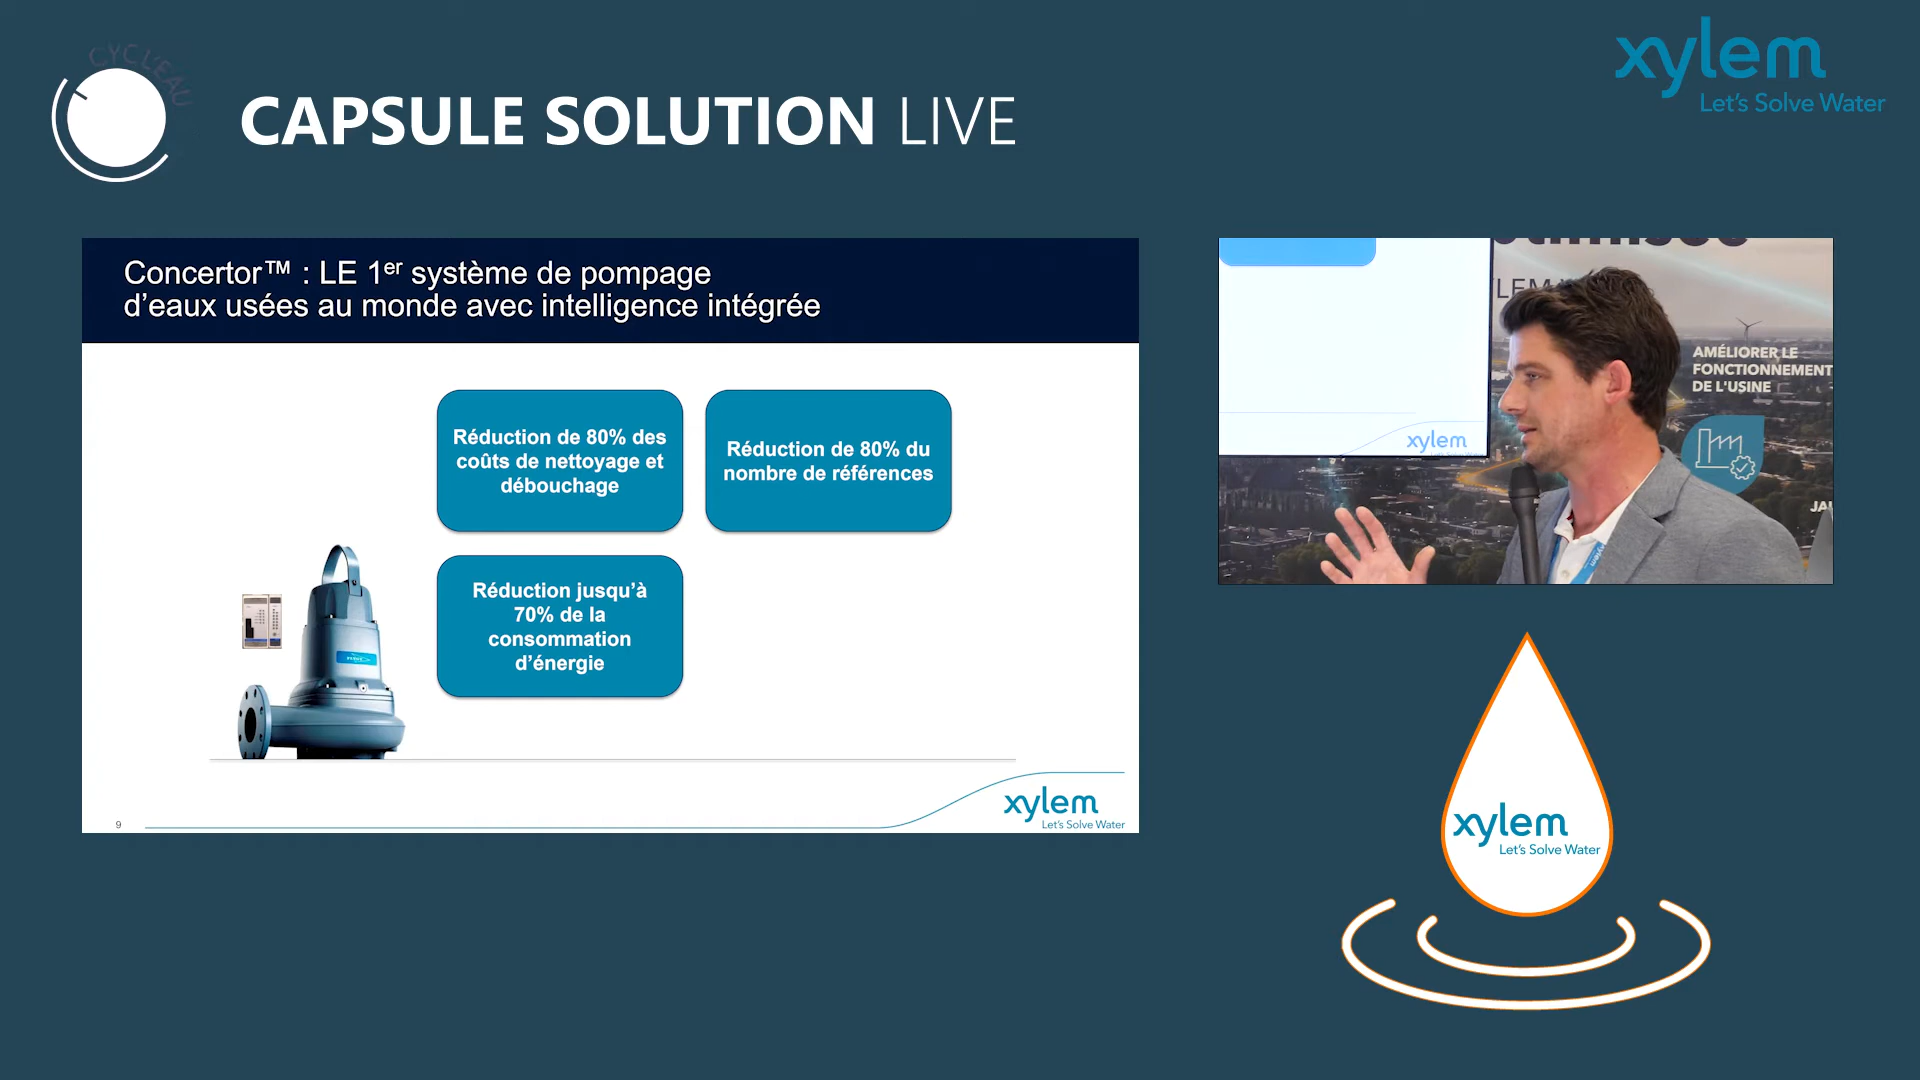 CYCL'EAU
CAPSULE SOLUTION LIVE
xylem
Let's Solve Water
Concertor™ : LE 1er système de pompage
d'eaux usées au monde avec intelligence intégrée
Réduction de 80% des
coûts de nettoyage et
débouchage
Réduction de 80% du
nombre de références
Réduction jusqu'à
70% de la
consommation
d'énergie
9
xylem
Let's Solve Water
xylem
AMÉLIORER LE
FONCTIONNEMENT
DE L'USINE
xylem
Let's Solve Water